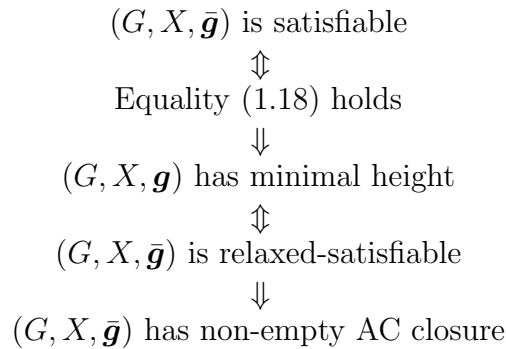 (G, X, ḡ) is satisfiable
⇕
Equality (1.18) holds
⇓
(G, X, g) has minimal height
⇕
(G, X, ḡ) is relaxed-satisfiable
⇓
(G, X, ḡ) has non-empty AC closure